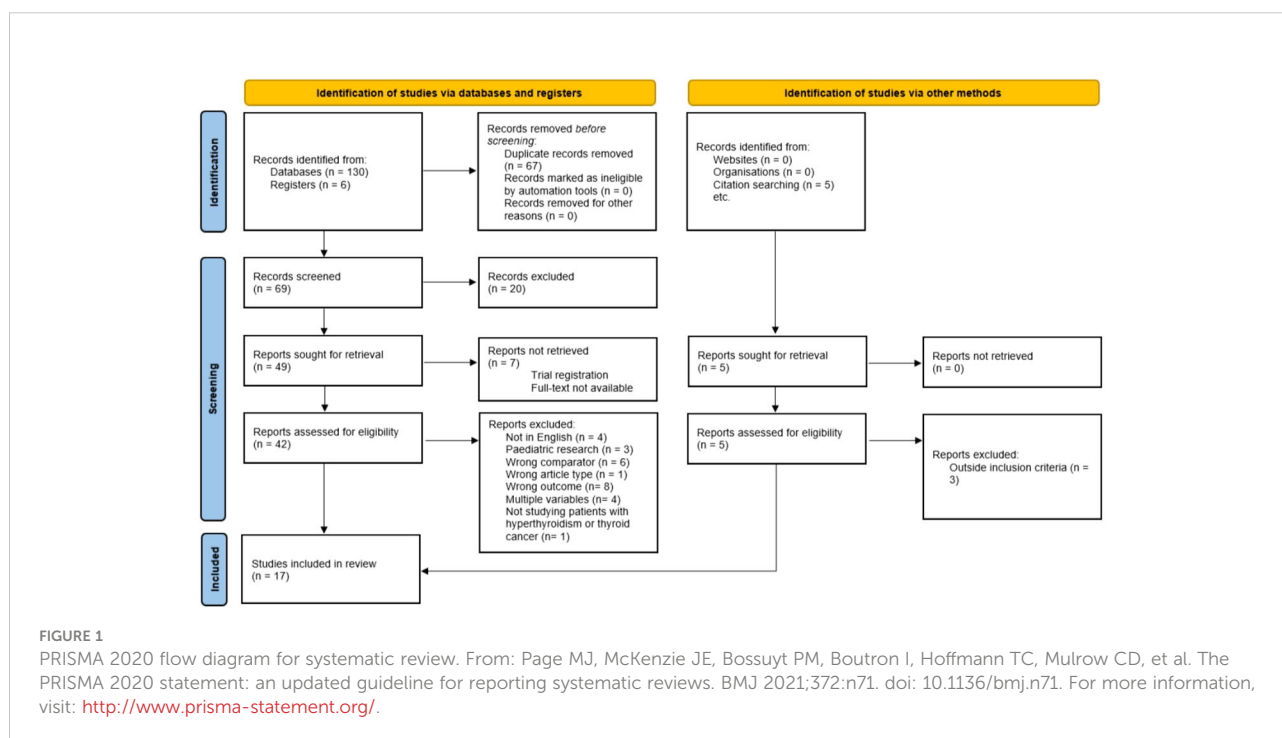 Identification of studies via databases and registers
Identification of studies via other methods
Identification
Records identified from:
Databases (n = 130)
Registers (n = 6)
Records removed before
screening:
Duplicate records removed
(n = 67)
Records marked as ineligible
by automation tools (n = 0)
Records removed for other
reasons (n = 0)
Records identified from:
Websites (n = 0)
Organisations (n = 0)
Citation searching (n = 5)
etc.
Screening
Records screened
(n = 69)
Records excluded
(n = 20)
Reports sought for retrieval
(n = 49)
Reports not retrieved
(n = 7)
Trial registration
Full-text not available
Reports sought for retrieval
(n = 5)
Reports not retrieved
(n = 0)
Reports assessed for eligibility
(n = 42)
Reports excluded:
Not in English (n = 4)
Paediatric research (n = 3)
Wrong comparator (n = 6)
Wrong article type (n = 1)
Wrong outcome (n= 8)
Multiple variables (n= 4)
Not studying patients with
hyperthyroidism or thyroid
cancer (n= 1)
Reports assessed for eligibility
(n = 5)
Reports excluded:
Outside inclusion criteria (n =
3)
Included
Studies included in review
(n = 17)
FIGURE 1
PRISMA 2020 flow diagram for systematic review. From: Page MJ, McKenzie JE, Bossuyt PM, Boutron I, Hoffmann TC, Mulrow CD, et al. The
PRISMA 2020 statement: an updated guideline for reporting systematic reviews. BMJ 2021;372:n71. doi: 10.1136/bmj.n71. For more information,
visit: http://www.prisma-statement.org/.